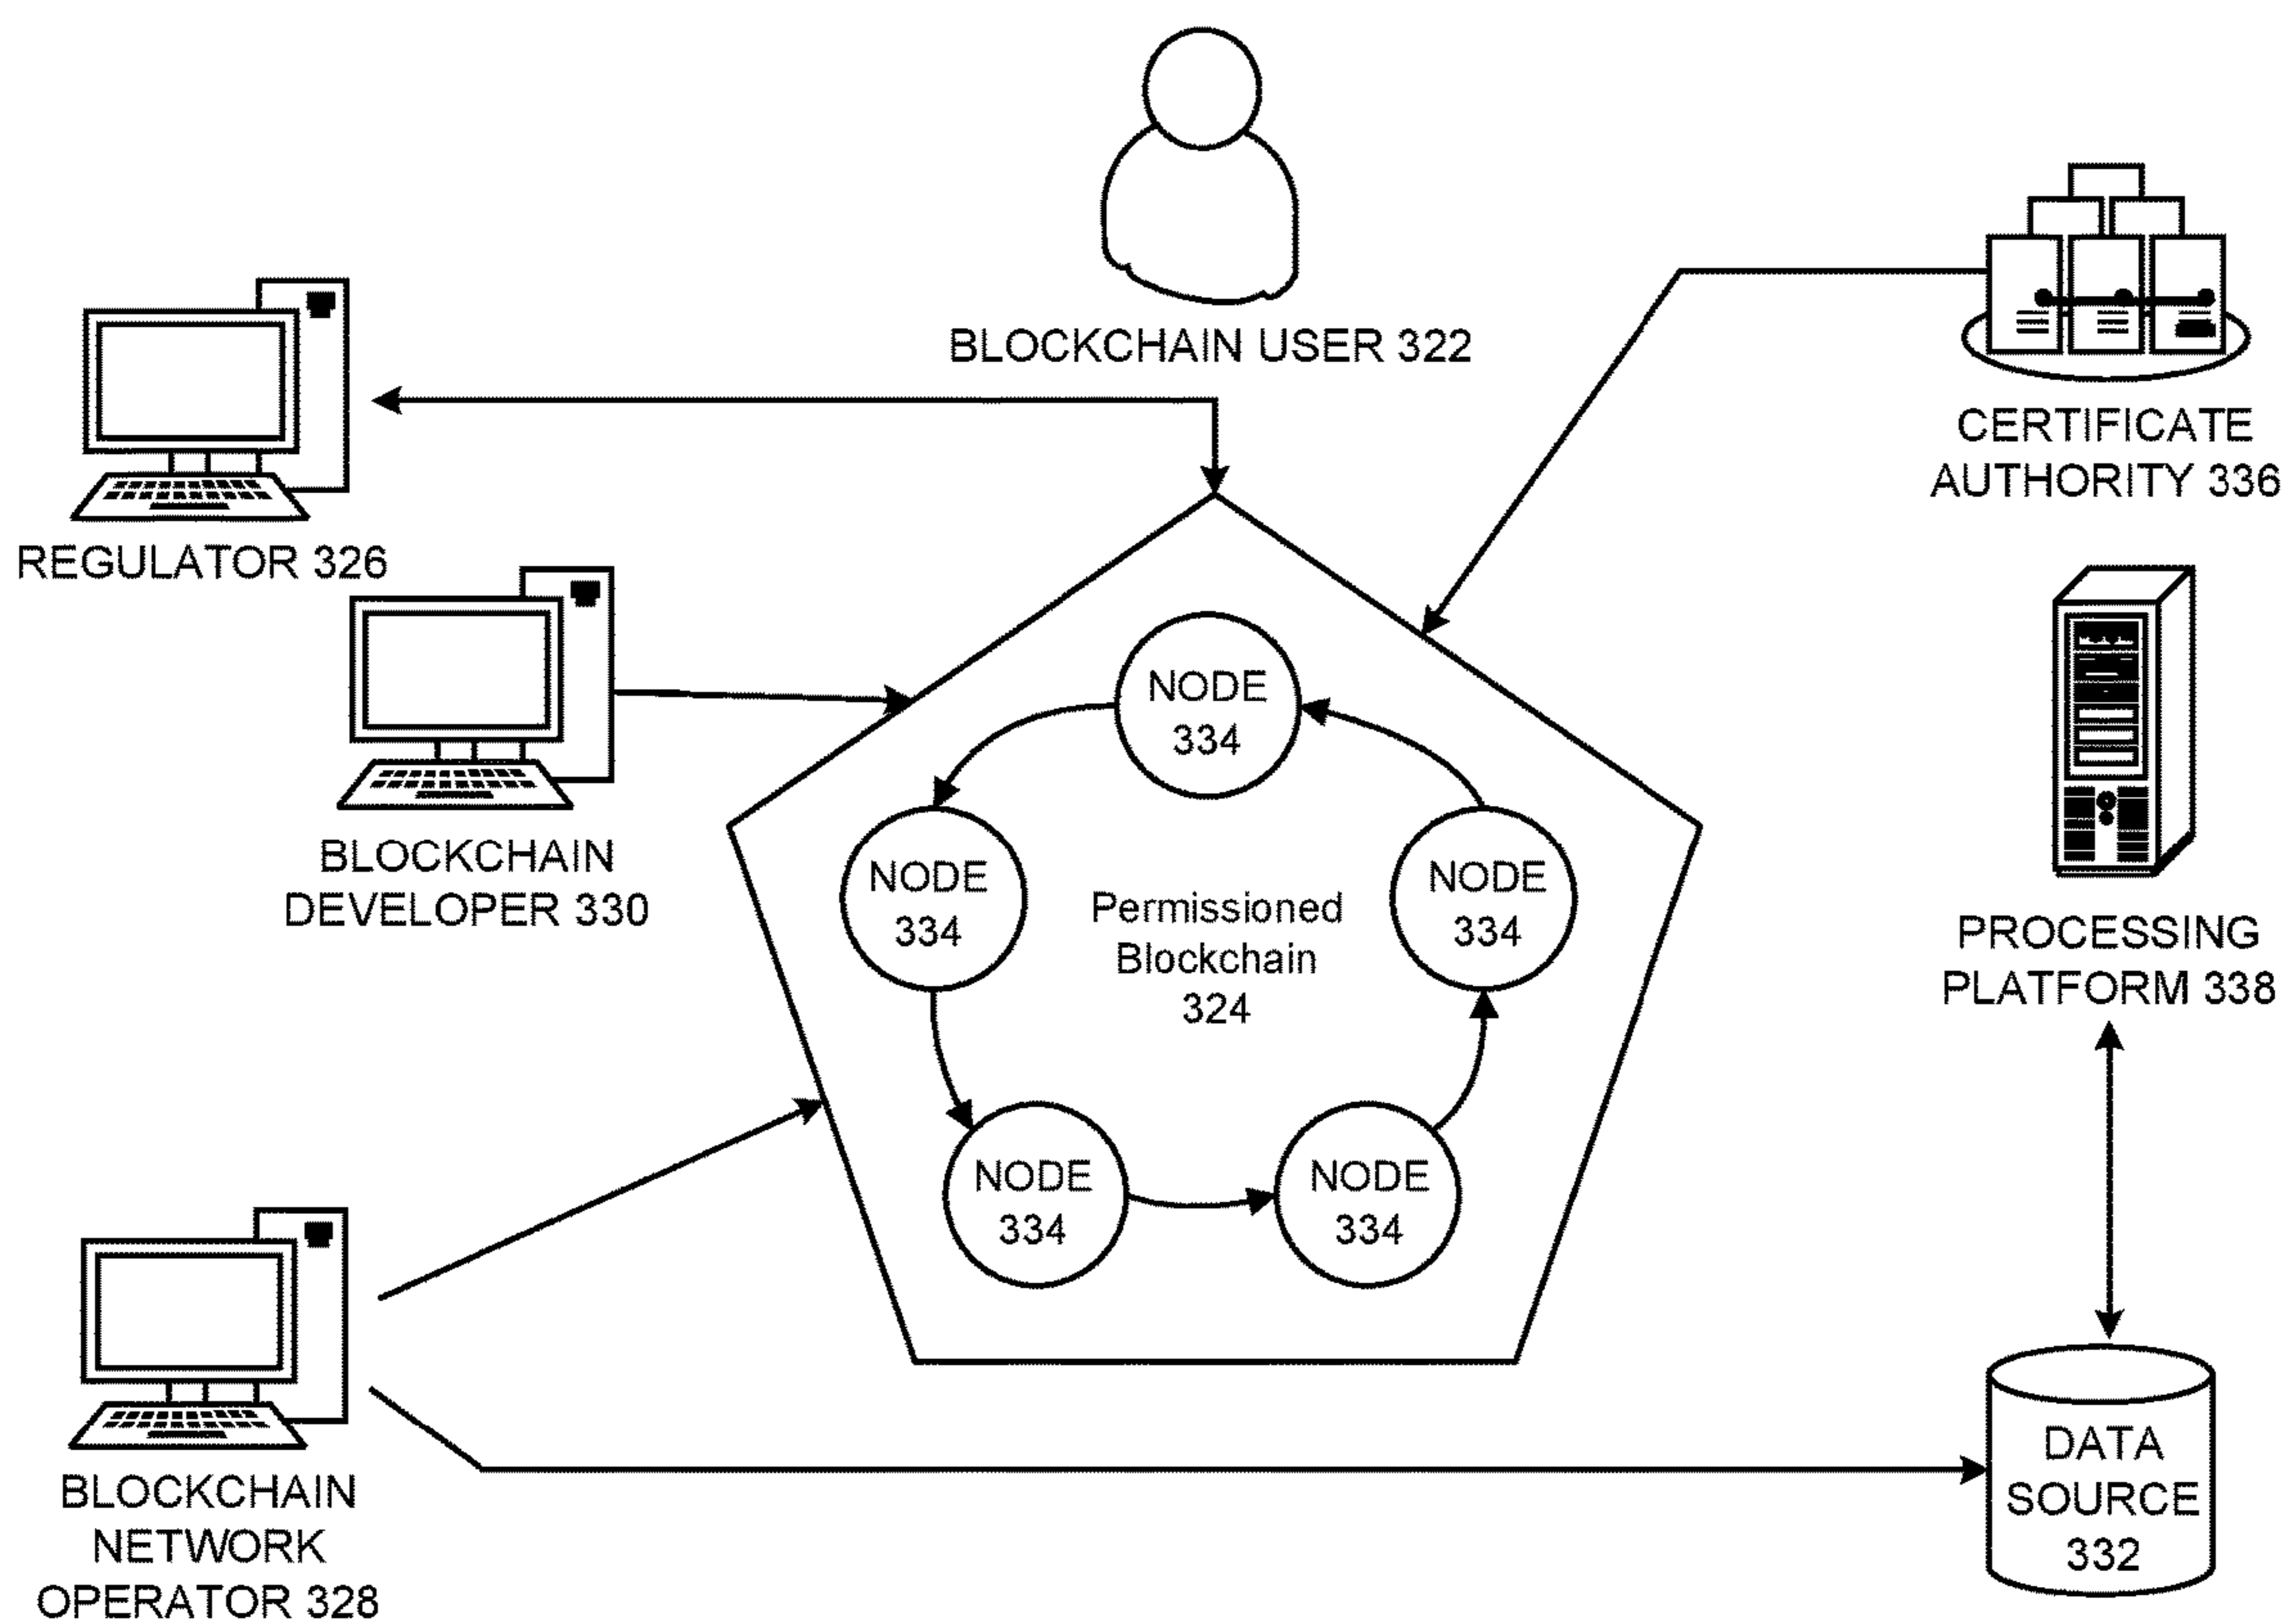 BLOCKCHAIN USER 322
CERTIFICATE
AUTHORITY 336
REGULATOR 326
BLOCKCHAIN
DEVELOPER 330
NODE
334
NODE
334
Permissioned
Blockchain
324
NODE
334
NODE
334
NODE
334
PROCESSING
PLATFORM 338
BLOCKCHAIN
NETWORK
OPERATOR 328
DATA
SOURCE
332